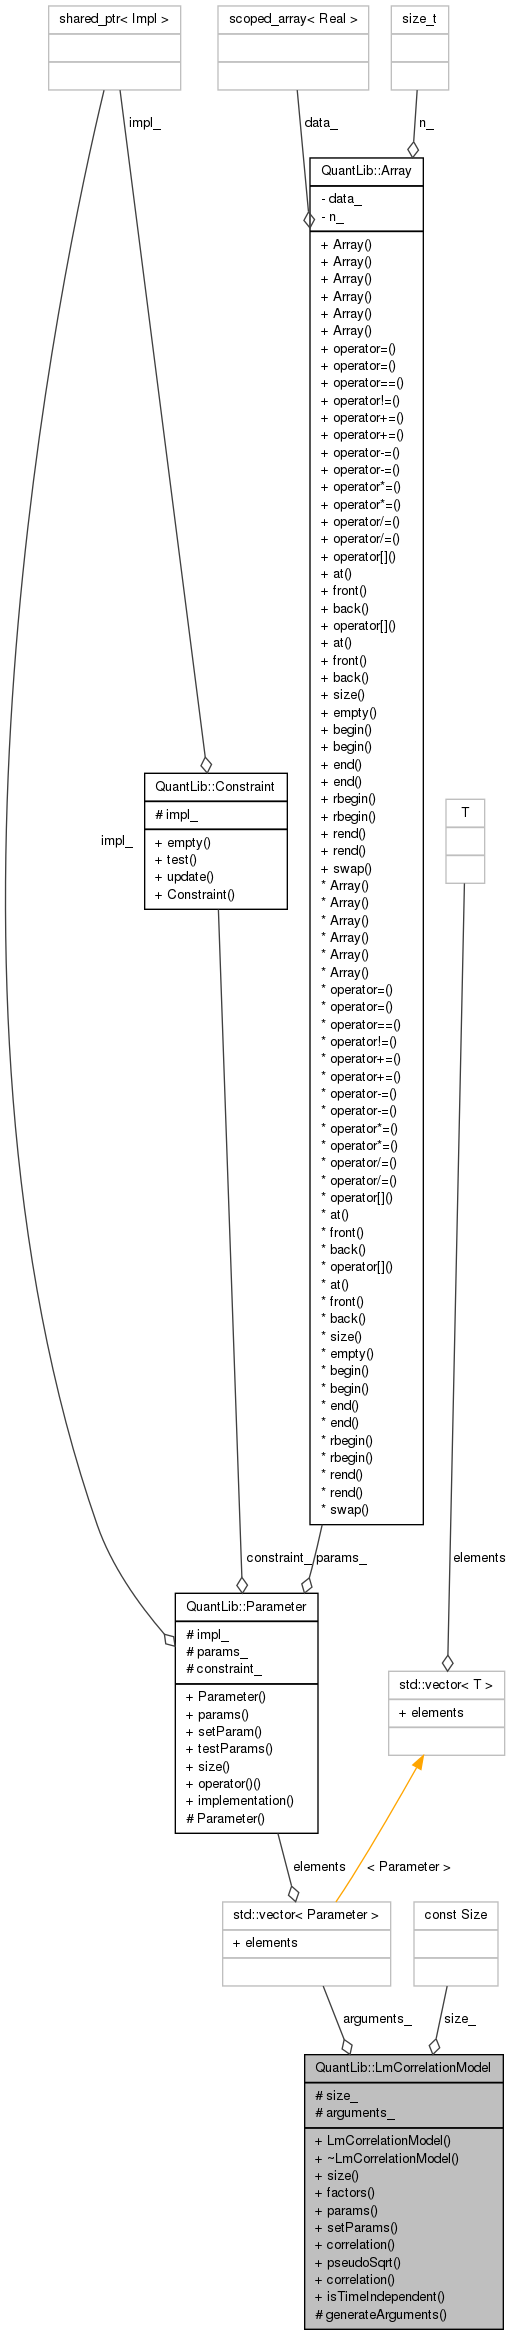 shared_ptr< Impl >
scoped_array< Real >
size_t
impl_
data_
n_
QuantLib::Array
- data_
- n_
+ Array()
+ Array()
+ Array()
+ Array()
+ Array()
+ Array()
+ operator=()
+ operator=()
+ operator==()
+ operator!=()
+ operator+=()
+ operator+=()
+ operator-=()
+ operator-=()
+ operator*=()
+ operator*=()
+ operator/=()
+ operator/=()
+ operator[]()
+ at()
+ front()
+ back()
+ operator[]()
+ at()
+ front()
+ back()
+ size()
+ empty()
+ begin()
+ begin()
+ end()
+ end()
+ rbegin()
+ rbegin()
+ rend()
+ rend()
+ swap()
* Array()
* Array()
* Array()
* Array()
* Array()
* Array()
* operator=()
* operator=()
* operator==()
* operator!=()
* operator+=()
* operator+=()
* operator-=()
* operator-=()
* operator*=()
* operator*=()
* operator/=()
* operator/=()
* operator[]()
* at()
* front()
* back()
* operator[]()
* at()
* front()
* back()
* size()
* empty()
* begin()
* begin()
* end()
* end()
* rbegin()
* rbegin()
* rend()
* rend()
* swap()
QuantLib::Constraint
# impl_
+ empty()
+ test()
+ update()
+ Constraint()
impl_
T
elements
constraint_
params_
QuantLib::Parameter
# impl_
# params_
# constraint_
+ Parameter()
+ params()
+ setParam()
+ testParams()
+ size()
+ operator()()
+ implementation()
# Parameter()
std::vector< T >
+ elements
elements
< Parameter >
std::vector< Parameter >
+ elements
const Size
arguments_
size_
QuantLib::LmCorrelationModel
# size_
# arguments_
+ LmCorrelationModel()
+ ~LmCorrelationModel()
+ size()
+ factors()
+ params()
+ setParams()
+ correlation()
+ pseudoSqrt()
+ correlation()
+ isTimeIndependent()
# generateArguments()